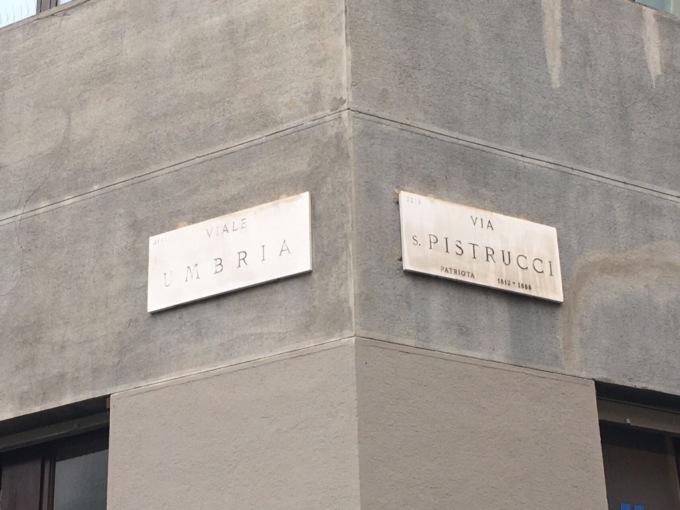 VIALE
UMBRIA
VIA
S. PISTRUCCI
PATRIOTA 1812 - 1888